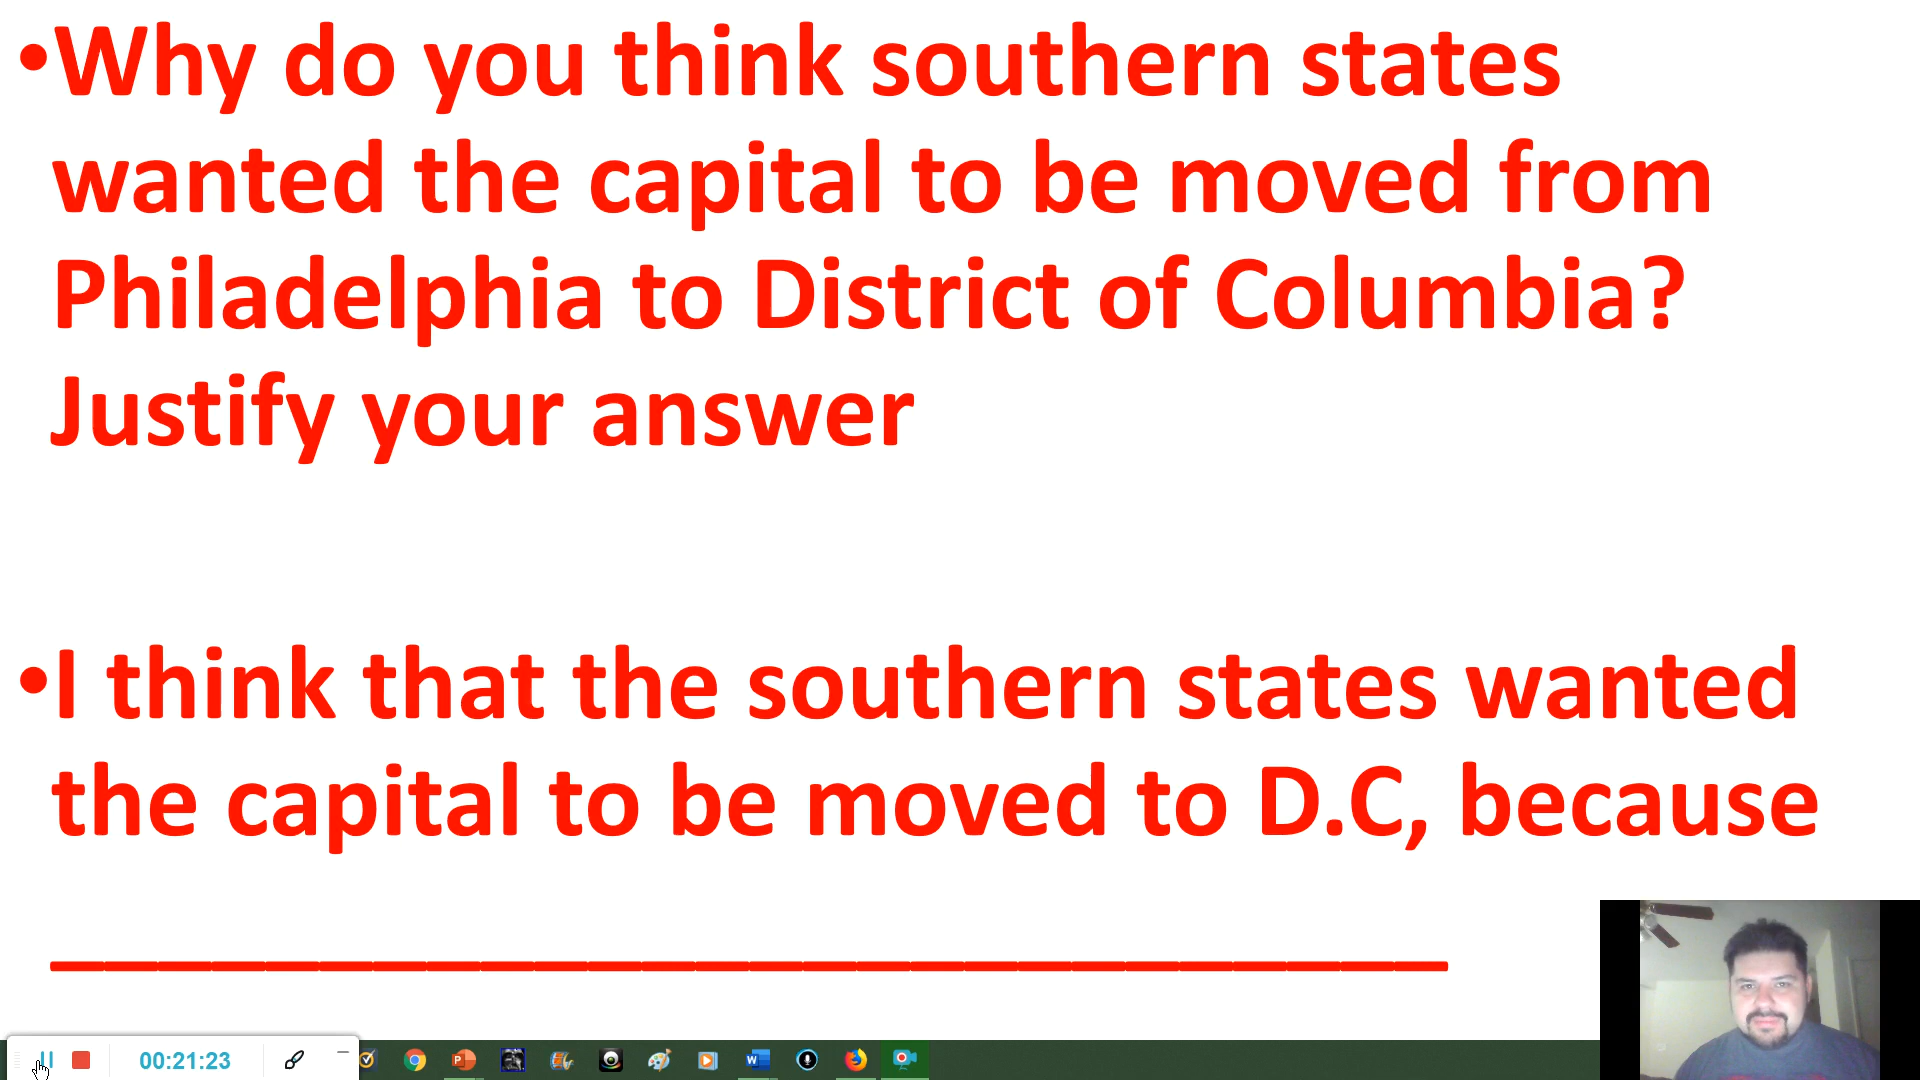 •Why do you think southern states
wanted the capital to be moved from
Philadelphia to District of Columbia?
Justify your answer
•I think that the southern states wanted
the capital to be moved to D.C, because
__________________________
00:21:23